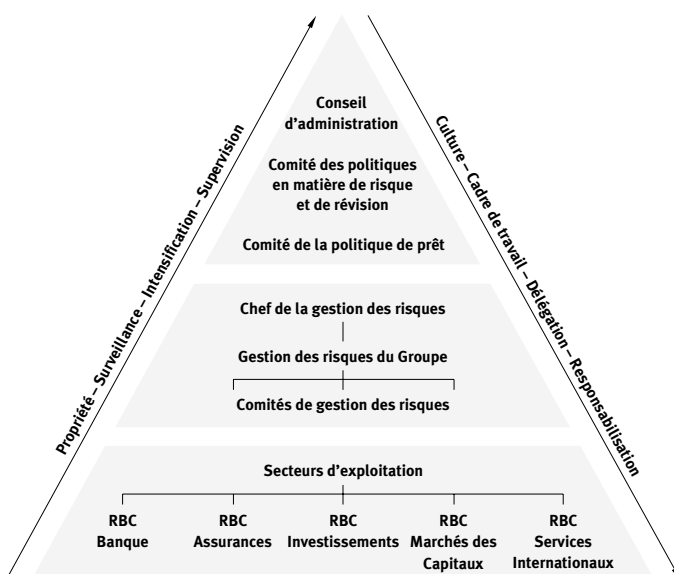 Conseil
d'administration
Comité des politiques
en matière de risque
et de révision
Comité de la politique de prêt
Propriété – Surveillance – Intensification – Supervision
Culture – Cadre de travail – Délégation – Responsabilisation
Chef de la gestion des risques
Gestion des risques du Groupe
Comités de gestion des risques
Secteurs d'exploitation
RBC
Banque
RBC
Assurances
RBC
Investissements
RBC
Marchés des
Capitaux
RBC
Services
Internationaux